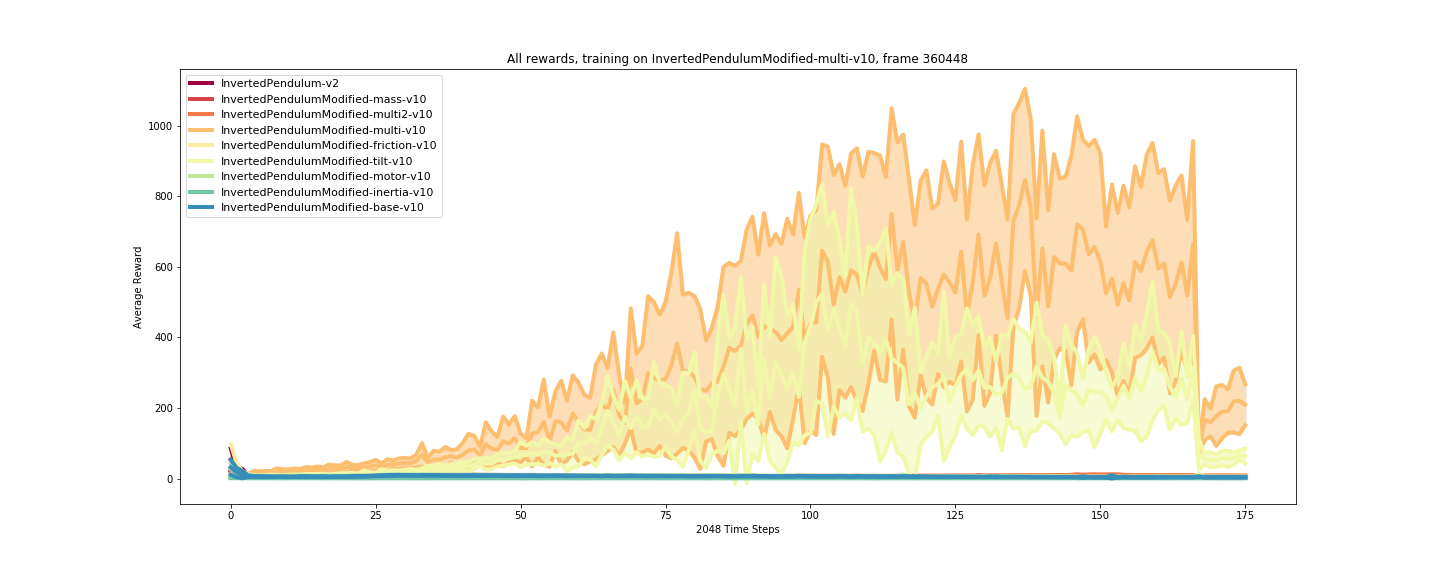 All rewards, training on InvertedPendulumModified-multi-v10, frame 360448
InvertedPendulum-v2
InvertedPendulumModified-mass-v10
InvertedPendulumModified-multi2-v10
InvertedPendulumModified-multi-v10
InvertedPendulumModified-friction-v10
InvertedPendulumModified-tilt-v10
InvertedPendulumModified-motor-v10
InvertedPendulumModified-inertia-v10
InvertedPendulumModified-base-v10
Average Reward
1000
800
600
400
200
0
0 25 50 75 100 125 150 175
2048 Time Steps